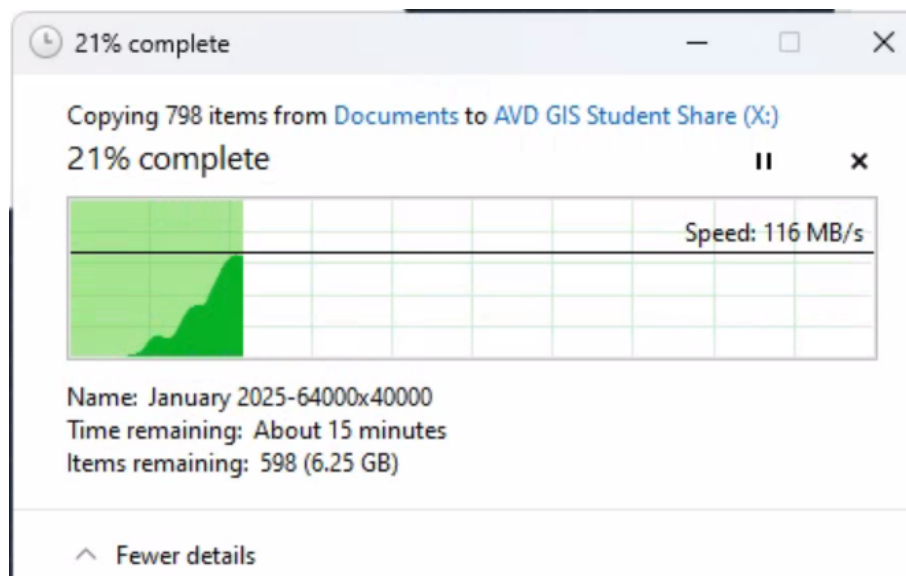 21% complete
Copying 798 items from Documents to AVD GIS Student Share (X:)
21% complete
Speed: 116 MB/s
Name: January 2025-64000x40000
Time remaining: About 15 minutes
Items remaining: 598 (6.25 GB)
Fewer details